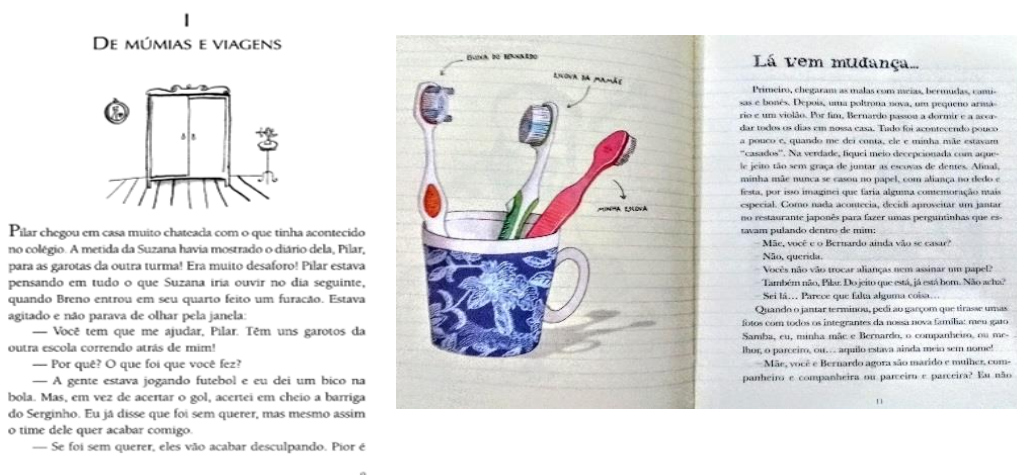 I
DE MÚMIAS E VIAGENS
Pilar chegou em casa muito chateada com o que tinha acontecido
no colégio. A metida da Suzana havia mostrado o diário dela, Pilar,
para as garotas da outra turma! Era muito desaforo! Pilar estava
pensando em tudo o que Suzana iria ouvir no dia seguinte,
quando Breno entrou em seu quarto feito um furacão. Estava
agitado e não parava de olhar pela janela:
— Você tem que me ajudar, Pilar. Têm uns garotos da
outra escola correndo atrás de mim!
— Por quê? O que foi que você fez?
— A gente estava jogando futebol e eu dei um bico na
bola. Mas, em vez de acertar o gol, acertei em cheio a barriga
do Serginho. Eu já disse que foi sem querer, mas mesmo assim
o time dele quer acabar comigo.
— Se foi sem querer, eles vão acabar desculpando. Pior é
ESCOVA DO BERNARDO
ESCOVA DA MAMÃE
MINHA ESCOVA
Lá vem mudança...
Primeiro, chegaram as malas com meias, bermudas, cami-
sas e bonés. Depois, uma poltrona nova, um pequeno armá-
rio e um violão. Por fim, Bernardo passou a dormir e a acor-
dar todos os dias em nossa casa. Tudo foi acontecendo pouco
a pouco e, quando me dei conta, ele e minha mãe estavam
“casados”. Na verdade, fiquei meio decepcionada com aque-
le jeito tão sem graça de juntar as escovas de dentes. Afinal,
minha mãe nunca se casou no papel, com aliança no dedo e
festa, por isso imaginei que faria alguma comemoração mais
especial. Como nada acontecia, decidi aproveitar um jantar
no restaurante japonês para fazer umas perguntinhas que es-
tavam pulando dentro de mim:
– Mãe, você e o Bernardo ainda vão se casar?
– Não, querida.
– Vocês não vão trocar alianças nem assinar um papel?
– Também não, Pilar. Do jeito que está, já está bom. Não acha?
– Sei lá... Parece que falta alguma coisa...
Quando o jantar terminou, pedi ao garçom que tirasse umas
fotos com todos os integrantes da nossa nova família: meu gato
Samba, eu, minha mãe e Bernardo, o companheiro, ou me-
lhor, o parceiro, ou... aquilo estava ainda meio sem nome!
– Mãe, você e Bernardo agora são marido e mulher, com-
panheiro e companheira ou parceiro e parceira? Eu não
11